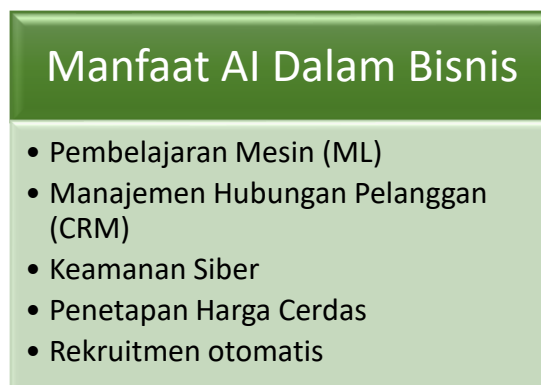 Manfaat AI Dalam Bisnis
• Pembelajaran Mesin (ML)
• Manajemen Hubungan Pelanggan
(CRM)
• Keamanan Siber
• Penetapan Harga Cerdas
• Rekruitmen otomatis